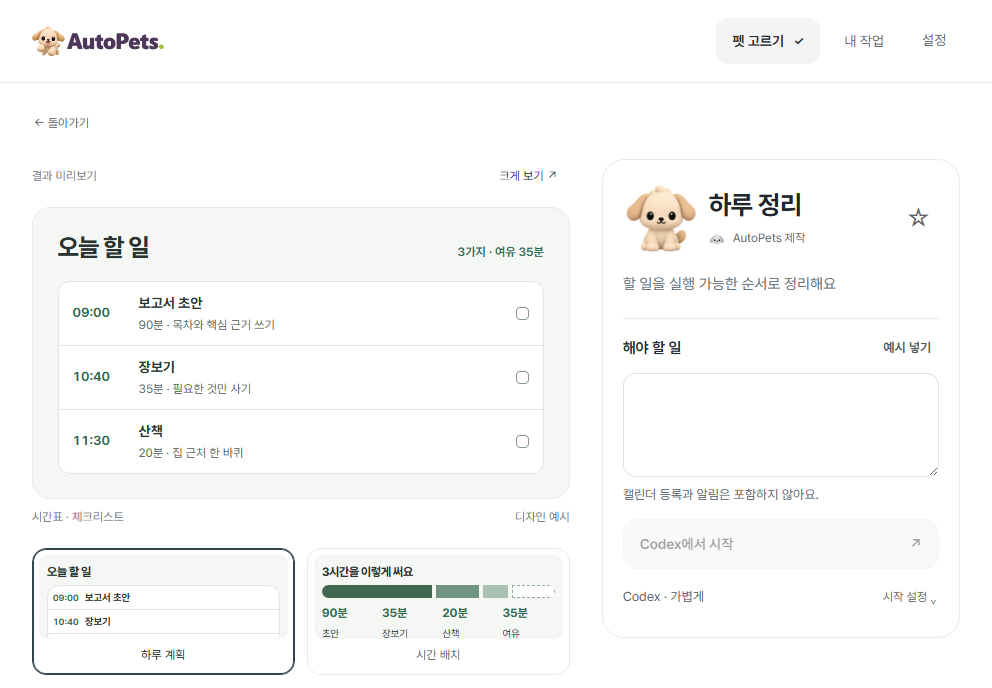 AutoPets.
펫 고르기
내 작업
설정
← 돌아가기
결과 미리보기
크게 보기 ↗
오늘 할 일
3가지 · 여유 35분
09:00
보고서 초안
90분 · 목차와 핵심 근거 쓰기
10:40
장보기
35분 · 필요한 것만 사기
11:30
산책
20분 · 집 근처 한 바퀴
시간표 · 체크리스트
디자인 예시
오늘 할 일
09:00 보고서 초안
10:40 장보기
하루 계획
3시간을 이렇게 써요
90분 35분 20분 35분
초안 장보기 산책 여유
시간 배치
하루 정리
AutoPets 제작
할 일을 실행 가능한 순서로 정리해요
해야 할 일
예시 넣기
캘린더 등록과 알림은 포함하지 않아요.
Codex에서 시작 ↗
Codex · 가볍게
시작 설정